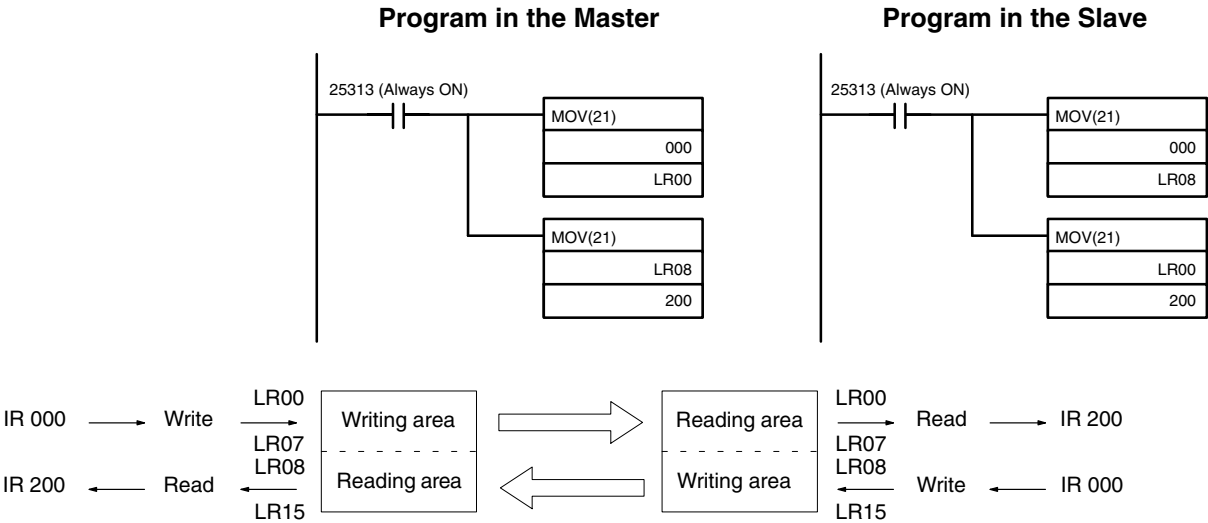 Program in the Master
Program in the Slave
25313 (Always ON)
MOV(21)
000
LR00
MOV(21)
LR08
200
25313 (Always ON)
MOV(21)
000
LR08
MOV(21)
LR00
200
IR 000
Write
LR00
LR07
Writing area
Reading area
LR00
LR07
Read
IR 200
IR 200
Read
LR08
LR15
Reading area
Writing area
LR08
LR15
Write
IR 000